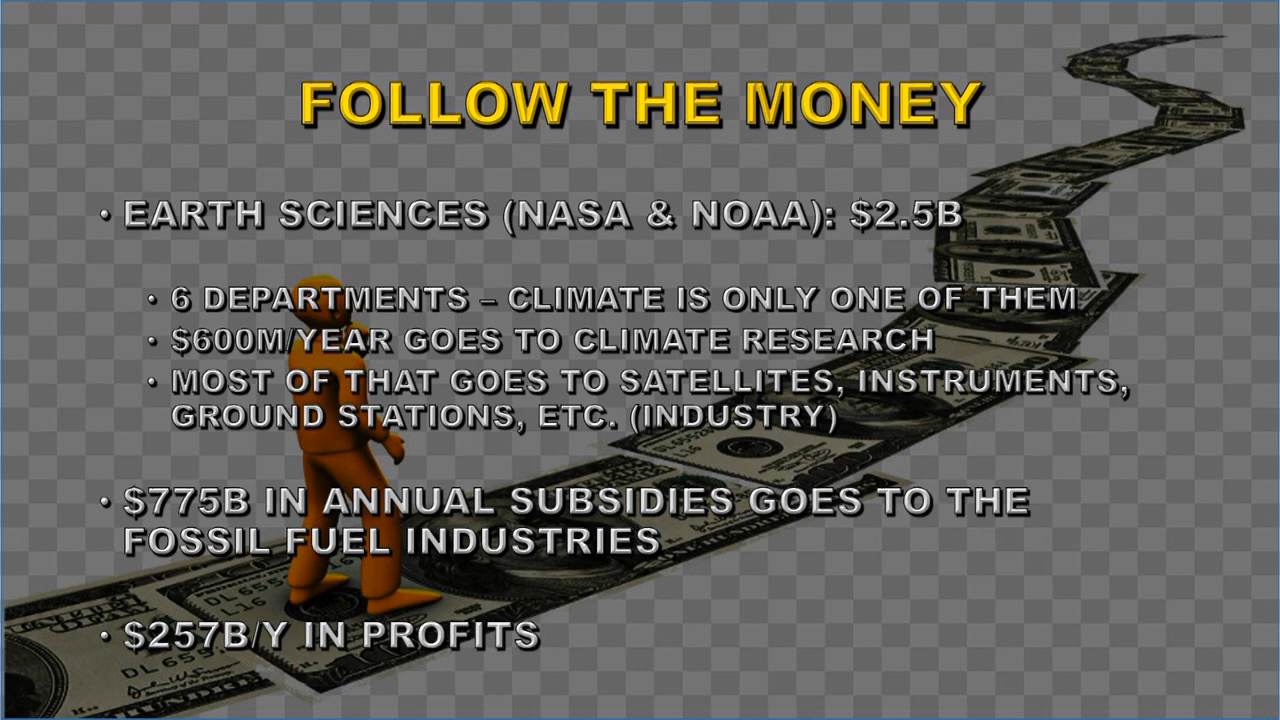 FOLLOW THE MONEY
• EARTH SCIENCES (NASA & NOAA): $2.5B
• 6 DEPARTMENTS – CLIMATE IS ONLY ONE OF THEM
• $600M/YEAR GOES TO CLIMATE RESEARCH
• MOST OF THAT GOES TO SATELLITES, INSTRUMENTS,
GROUND STATIONS, ETC. (INDUSTRY)
• $775B IN ANNUAL SUBSIDIES GOES TO THE
FOSSIL FUEL INDUSTRIES
• $257B/Y IN PROFITS